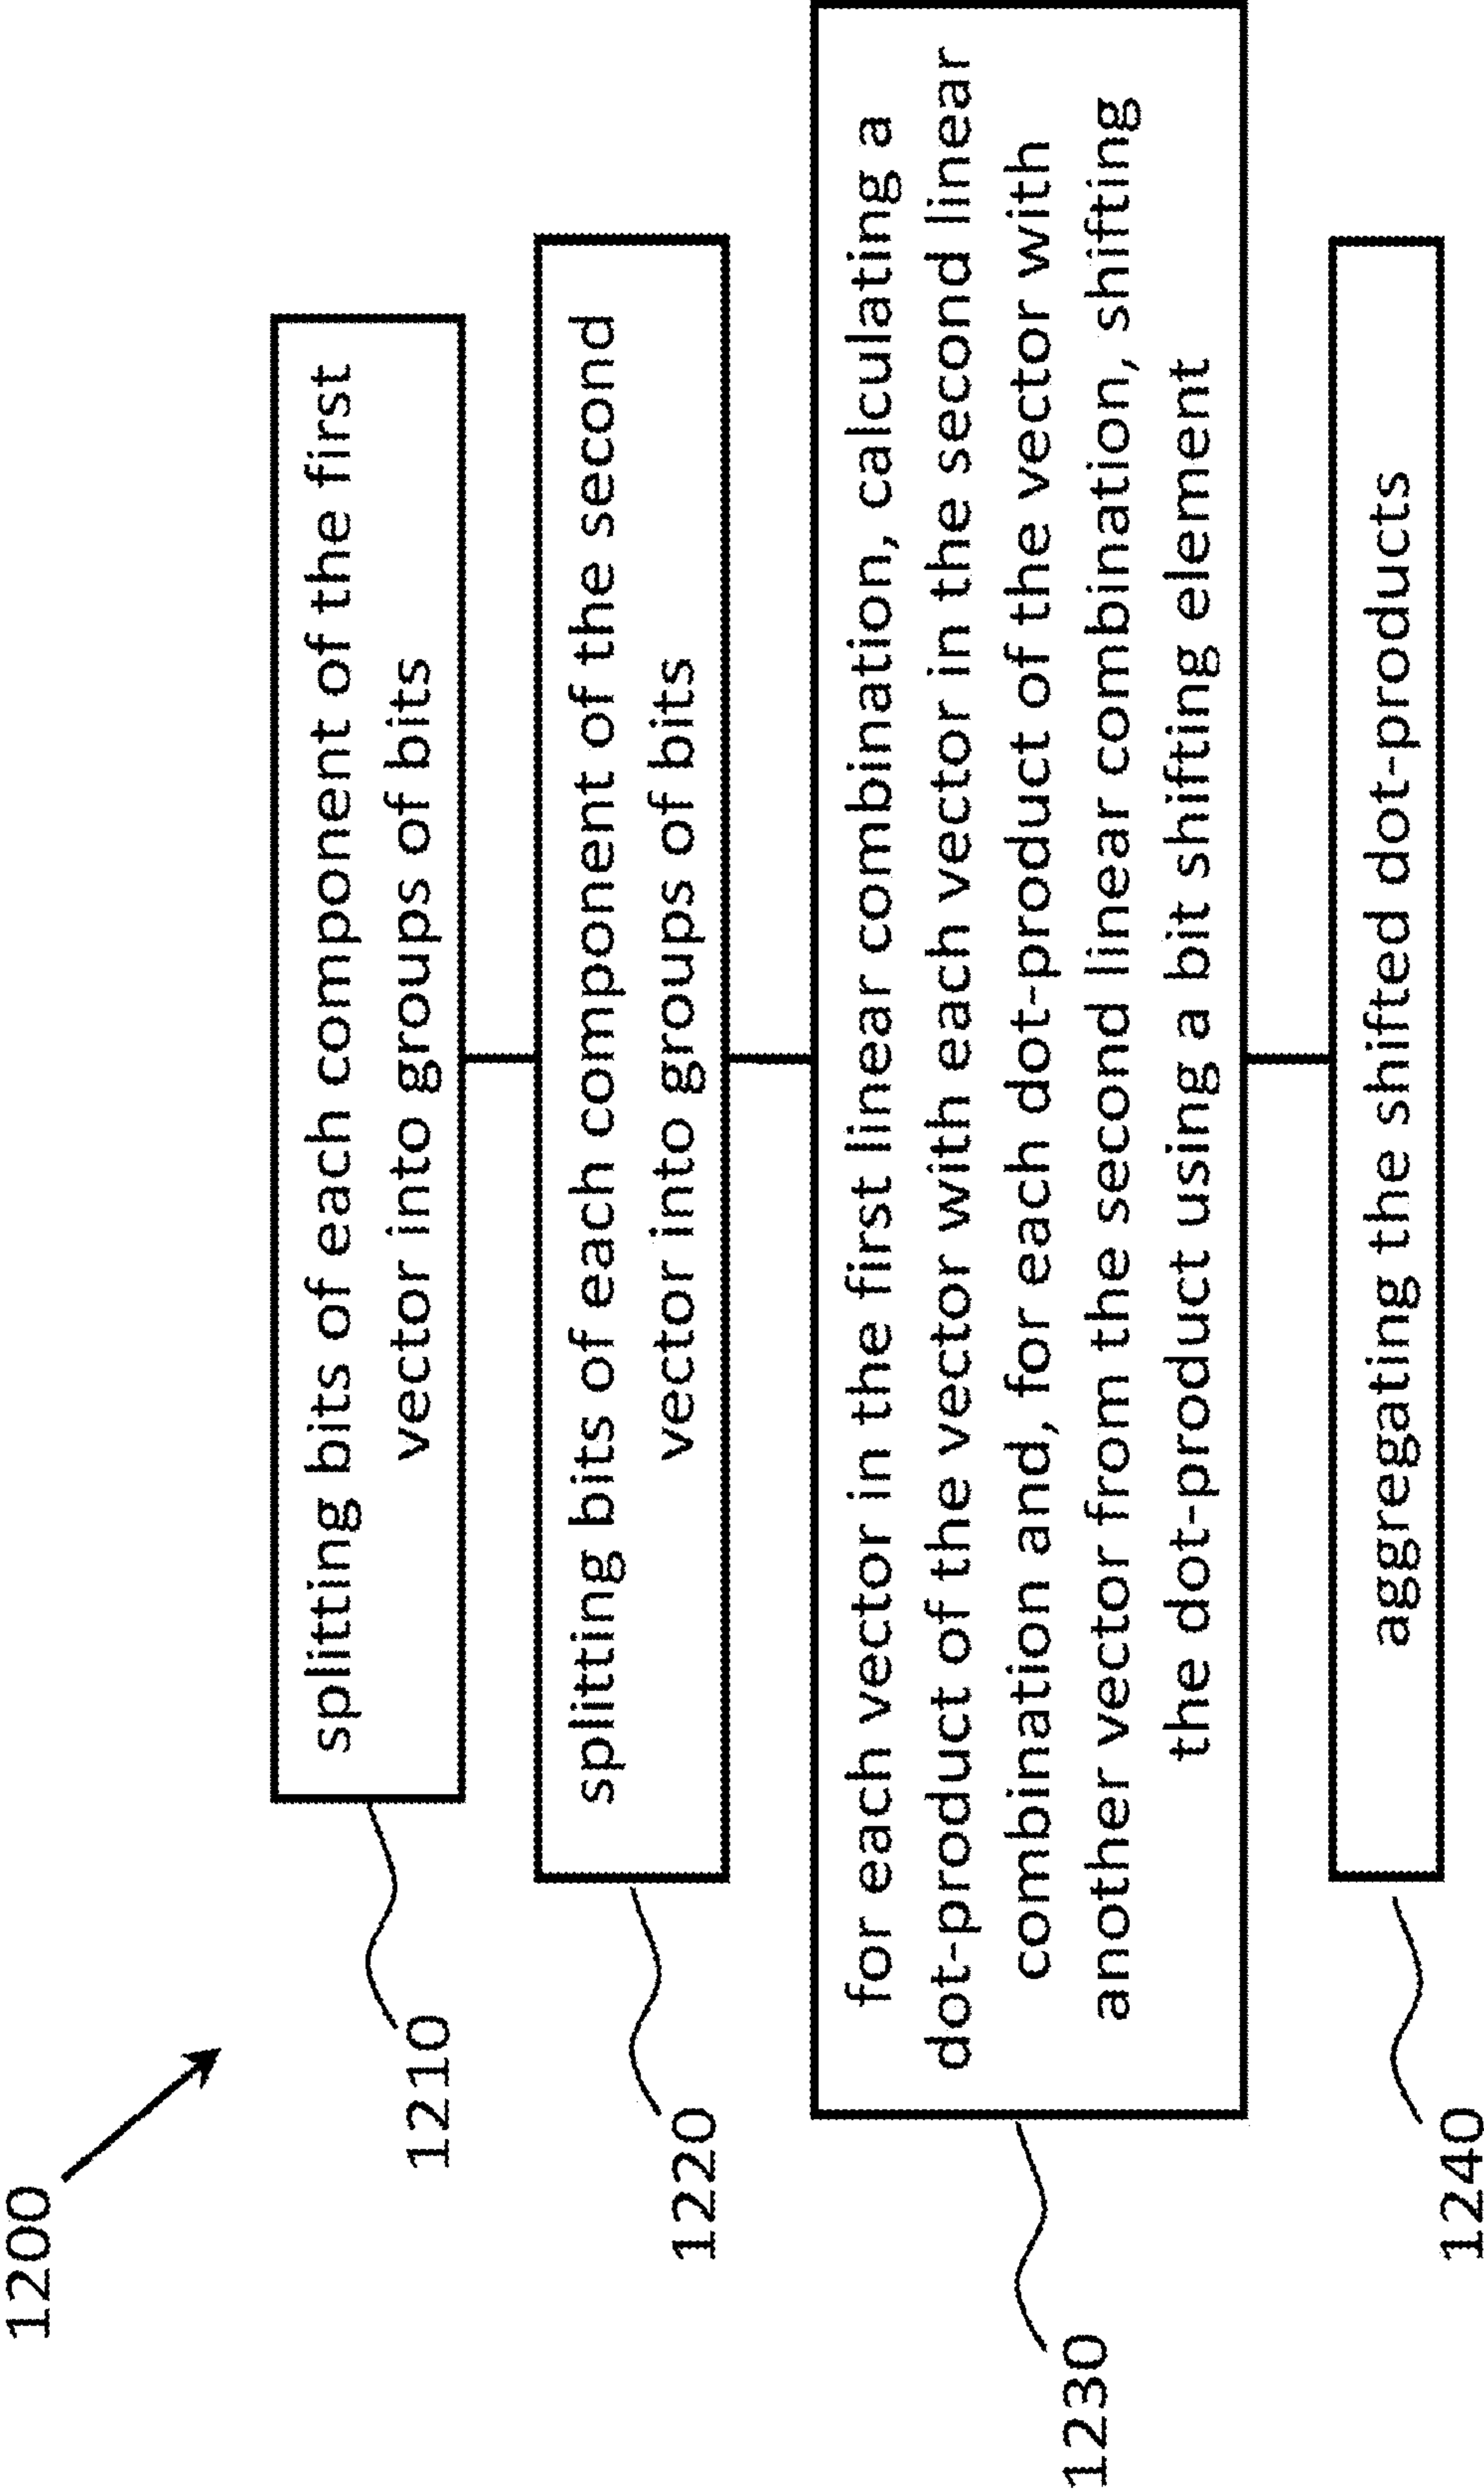 1200
1210
splitting bits of each component of the first
vector into groups of bits
1220
splitting bits of each component of the second
vector into groups of bits
1230
for each vector in the first linear combination, calculating a
dot-product of the vector with each vector in the second linear
combination and, for each dot-product of the vector with
another vector from the second linear combination, shifting
the dot-product using a bit shifting element
1240
aggregating the shifted dot-products